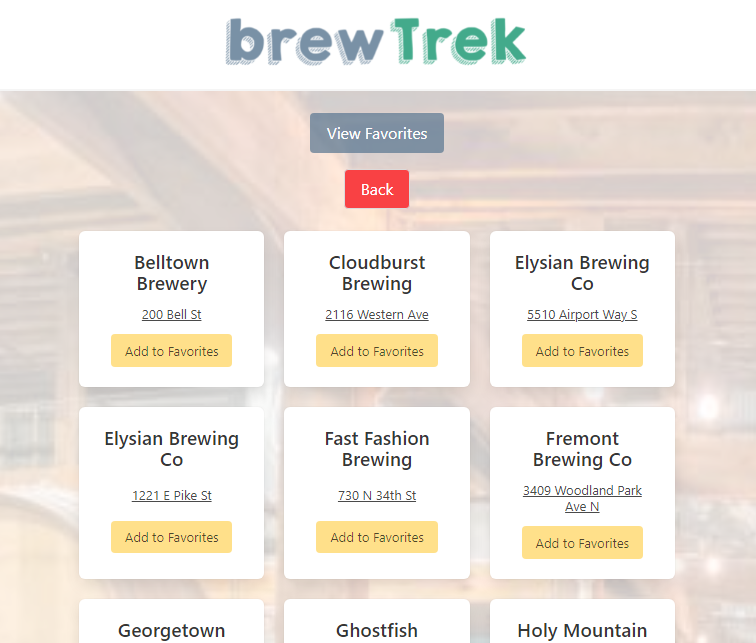 brewTrek
View Favorites
Back
Belltown
Brewery
200 Bell St
Add to Favorites
Cloudburst
Brewing
2116 Western Ave
Add to Favorites
Elysian Brewing
Co
5510 Airport Way S
Add to Favorites
Elysian Brewing
Co
1221 E Pike St
Add to Favorites
Fast Fashion
Brewing
730 N 34th St
Add to Favorites
Fremont
Brewing Co
3409 Woodland Park
Ave N
Add to Favorites
Georgetown
Ghostfish
Holy Mountain